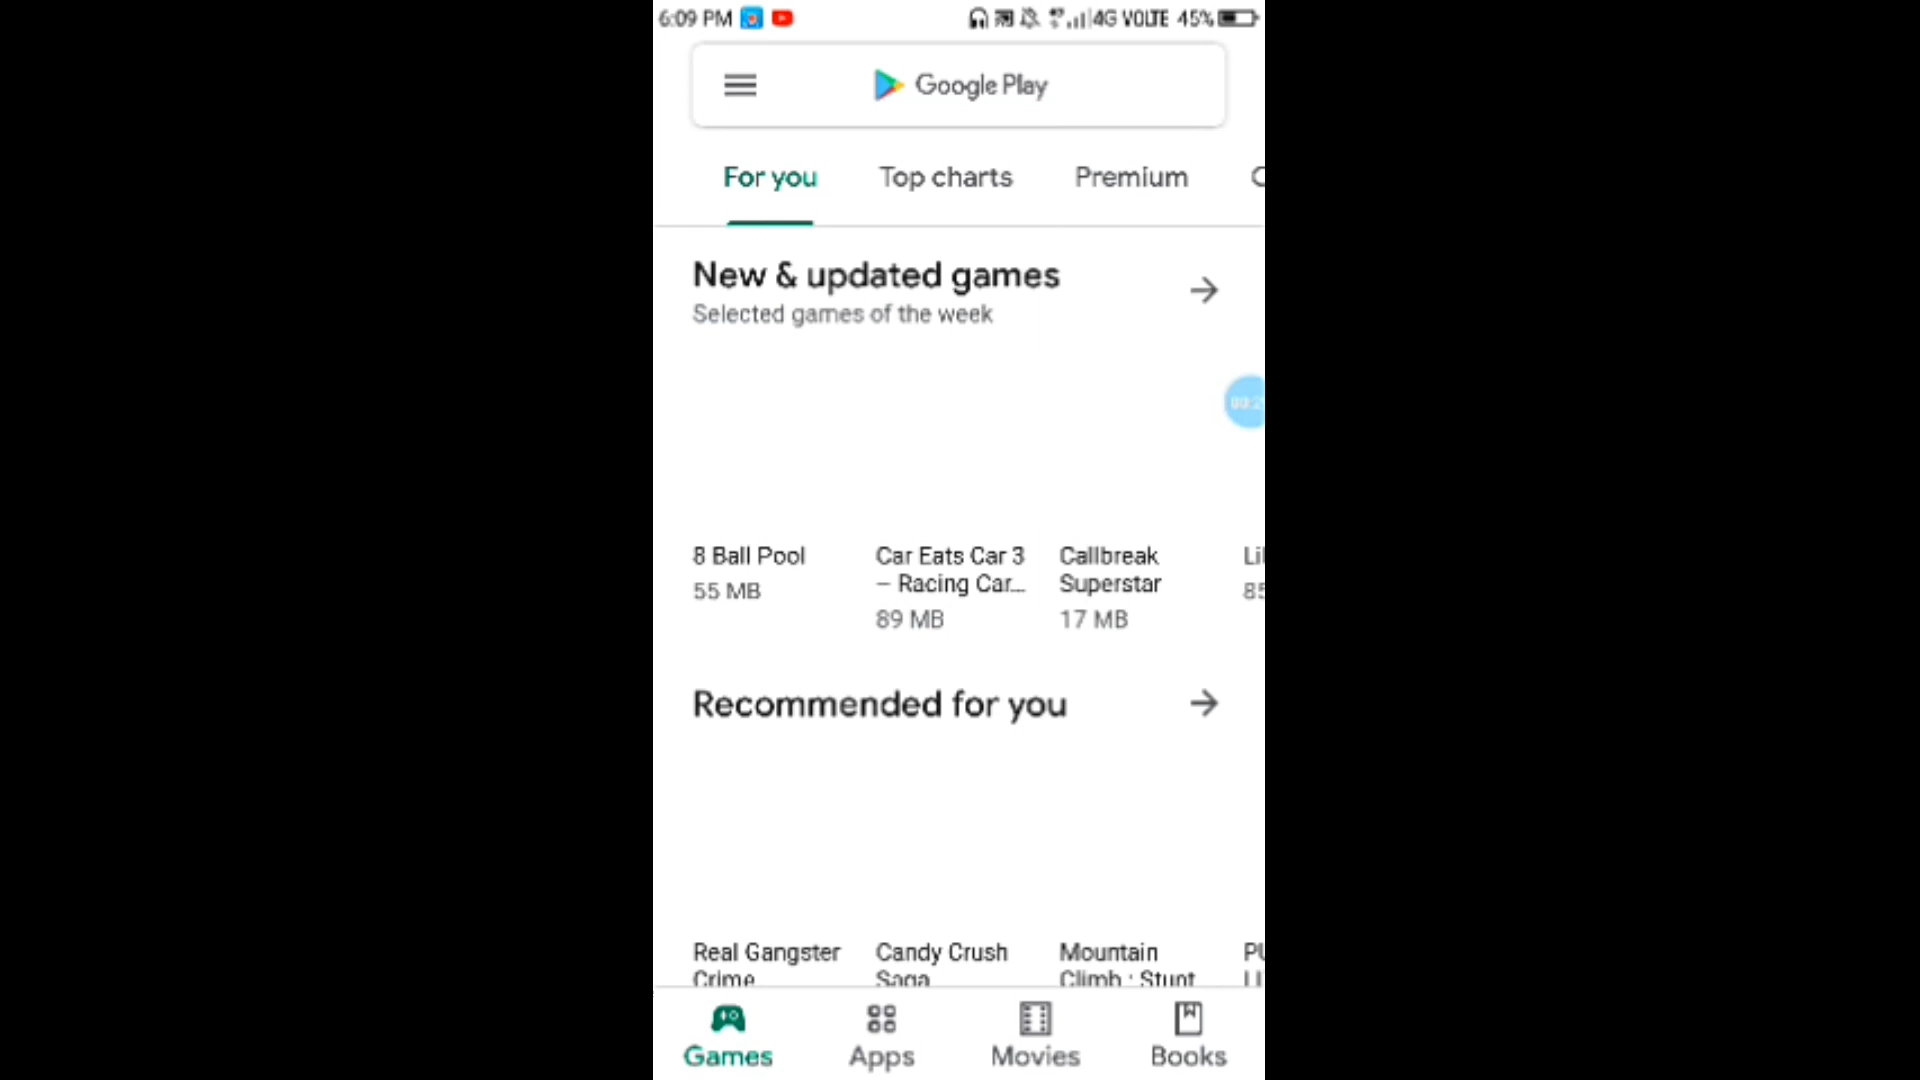 6:09 PM 4G VOLTE 45%
Google Play
For you Top charts Premium
New & updated games
Selected games of the week
8 Ball Pool
55 MB
Car Eats Car 3
– Racing Car...
89 MB
Callbreak
Superstar
17 MB
Recommended for you
Real Gangster
Crime
Candy Crush
Saga
Mountain
Climb : Stunt
Games Apps Movies Books